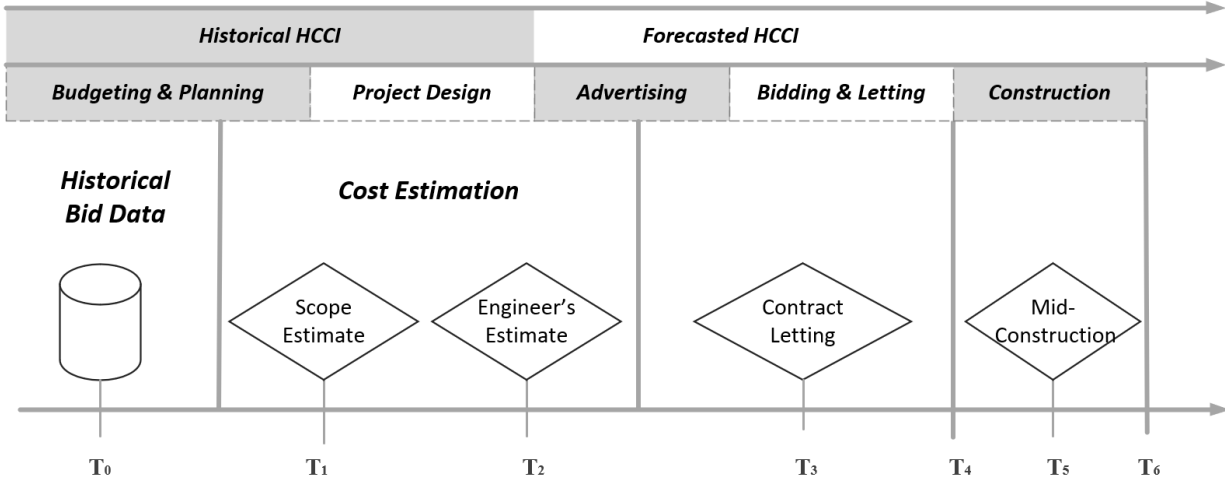 Historical HCCI
Forecasted HCCI
Budgeting & Planning
Project Design
Advertising
Bidding & Letting
Construction
Historical
Bid Data
Cost Estimation
Scope
Estimate
Engineer's
Estimate
Contract
Letting
Mid-
Construction
T₀
T₁
T₂
T₃
T₄
T₅
T₆